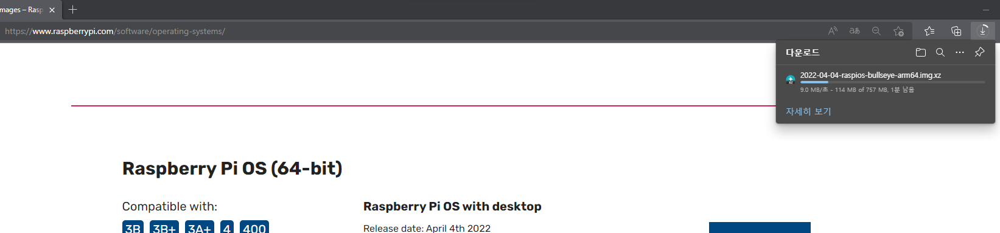 mages – Rasp
https://www.raspberrypi.com/software/operating-systems/
다운로드
2022-04-04-raspios-bullseye-arm64.img.xz
9.0 MB/초 - 114 MB of 757 MB, 1분 남음
자세히 보기
Raspberry Pi OS (64-bit)
Compatible with:
3B 3B+ 3A+ 4 400
Raspberry Pi OS with desktop
Release date: April 4th 2022